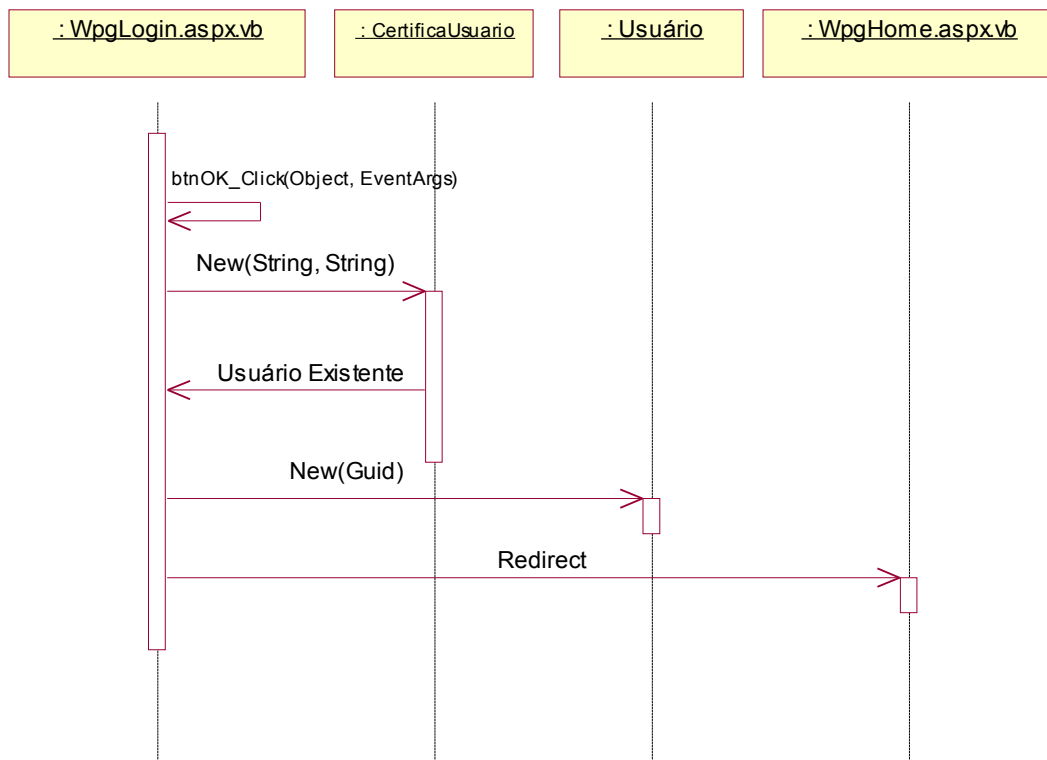 : WpgLogin.aspx.vb
: CertificaUsuario
: Usuário
: WpgHome.aspx.vb
btnOK_Click(Object, EventArgs)
New(String, String)
Usuário Existente
New(Guid)
Redirect